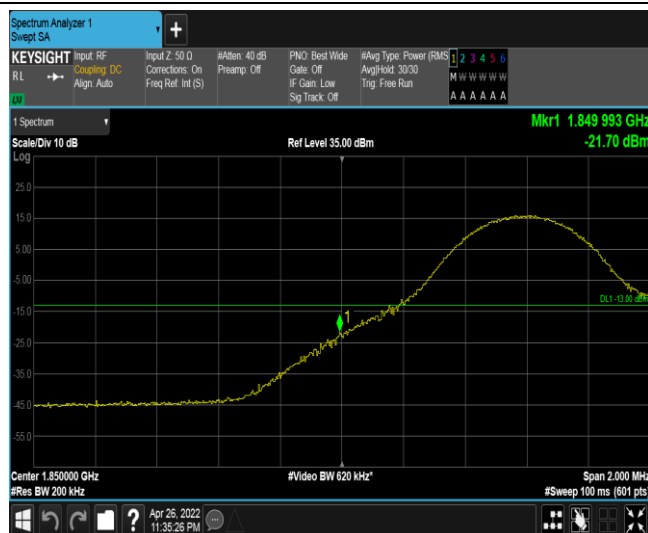 Spectrum Analyzer 1
Swept SA
+
KEYSIGHT
RL
LXI
Input: RF
Coupling: DC
Align: Auto
Input Z: 50 Ω
Corrections: On
Freq Ref: Int (S)
#Atten: 40 dB
Preamp: Off
PNO: Best Wide
Gate: Off
IF Gain: Low
Sig Track: Off
#Avg Type: Power (RMS
Avg|Hold: 30/30
Trig: Free Run
1 2 3 4 5 6
M W W W W W
A A A A A A
1 Spectrum
Mkr1 1.849 993 GHz
Scale/Div 10 dB
Ref Level 35.00 dBm
-21.70 dBm
Log
25.0
15.0
5.00
-5.00
DL1 -13.00 dBm
-15.0
1
-25.0
-35.0
-45.0
-55.0
Center 1.850000 GHz
#Video BW 620 kHz*
Span 2.000 MHz
#Res BW 200 kHz
#Sweep 100 ms (601 pts)
?
Apr 26, 2022
11:35:26 PM